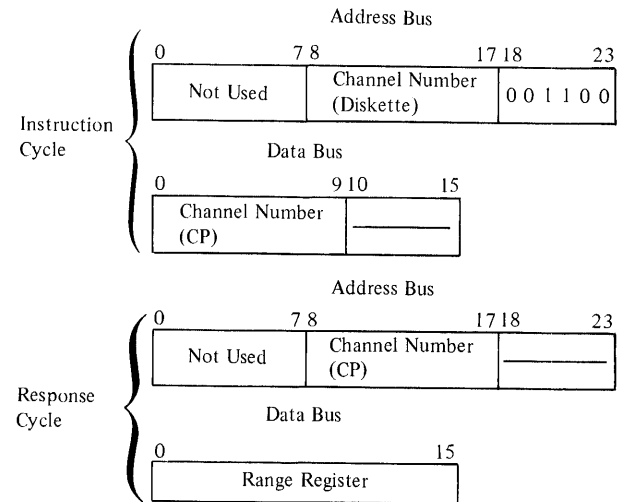 Address Bus
0 7 8 17 18 23
Not Used
Channel Number
(Diskette)
0 0 1 1 0 0
Instruction
Cycle
Data Bus
0 9 10 15
Channel Number
(CP)
Address Bus
0 7 8 17 18 23
Not Used
Channel Number
(CP)
Response
Cycle
Data Bus
0 15
Range Register